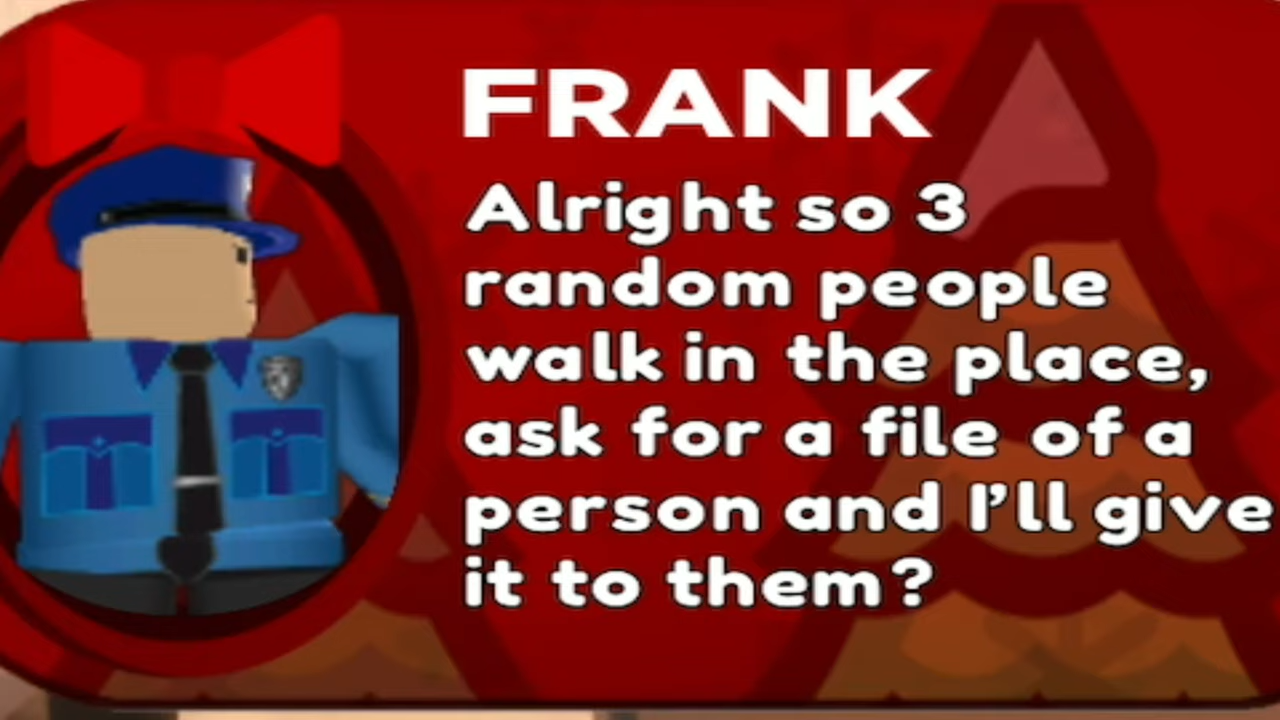 FRANK
Alright so 3
random people
walk in the place,
ask for a file of a
person and I’ll give
it to them?